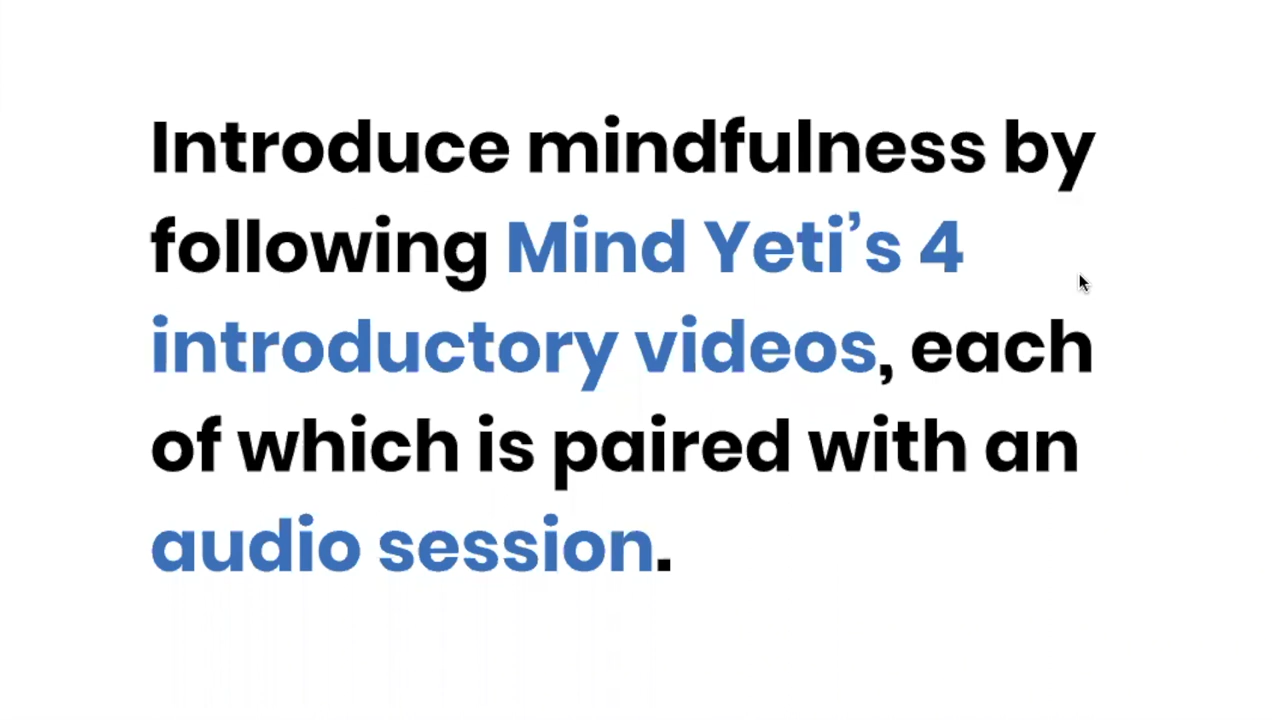 Introduce mindfulness by
following Mind Yeti’s 4
introductory videos, each
of which is paired with an
audio session.